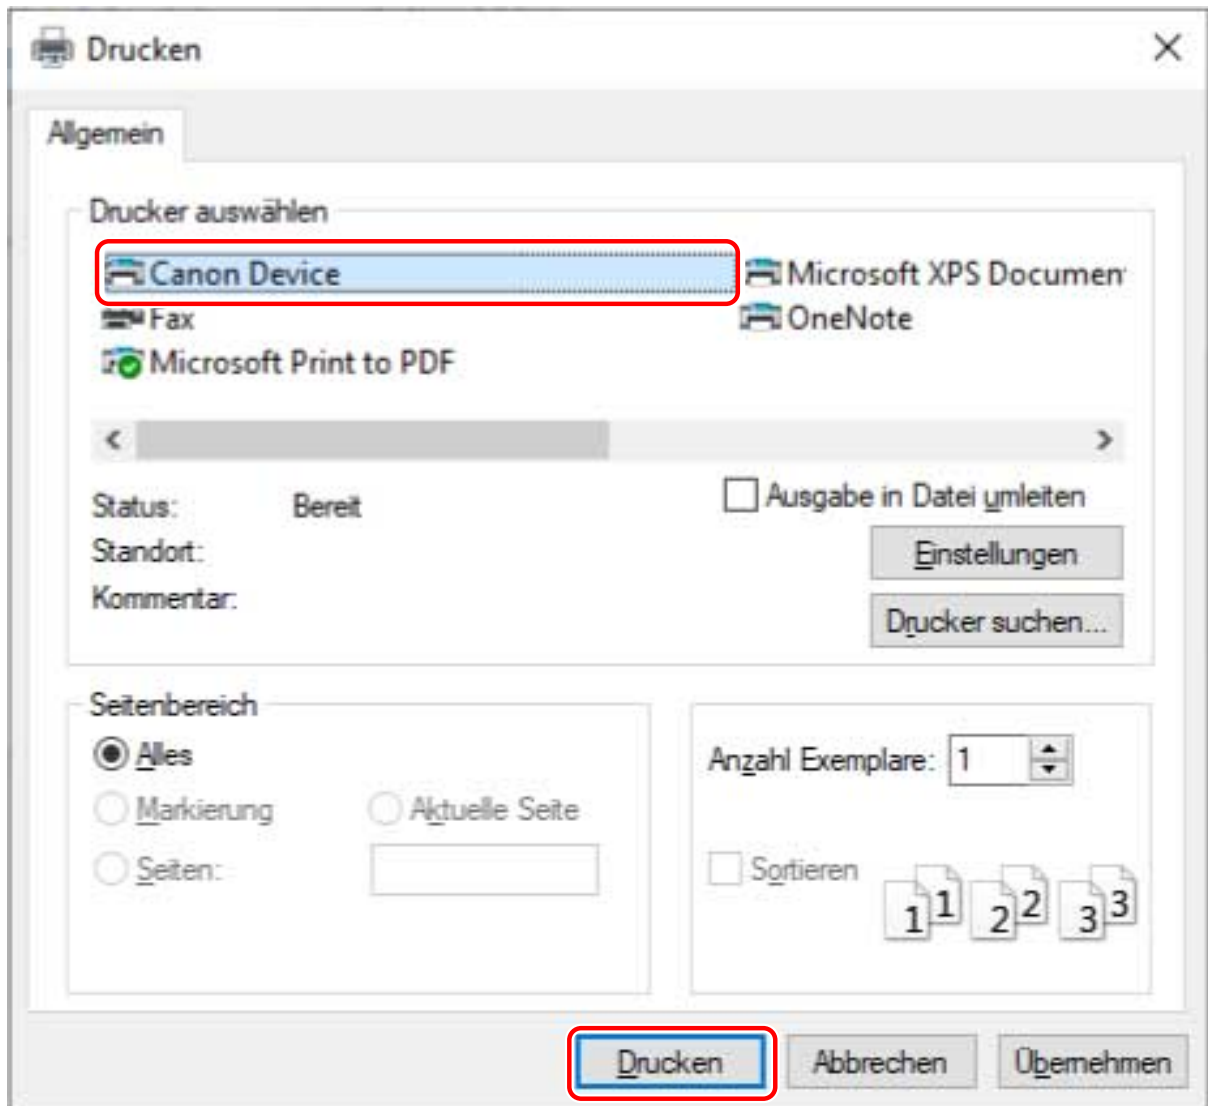 Drucken
Allgemein
Drucker auswählen
Canon Device
Microsoft XPS Documen
Fax
OneNote
Microsoft Print to PDF
Status: Bereit
Ausgabe in Datei umleiten
Standort:
Einstellungen
Kommentar:
Drucker suchen...
Seitenbereich
Alles
Markierung
Aktuelle Seite
Seiten:
Anzahl Exemplare: 1
Sortieren
1 1 2 2 3 3
Drucken Abbrechen Übernehmen